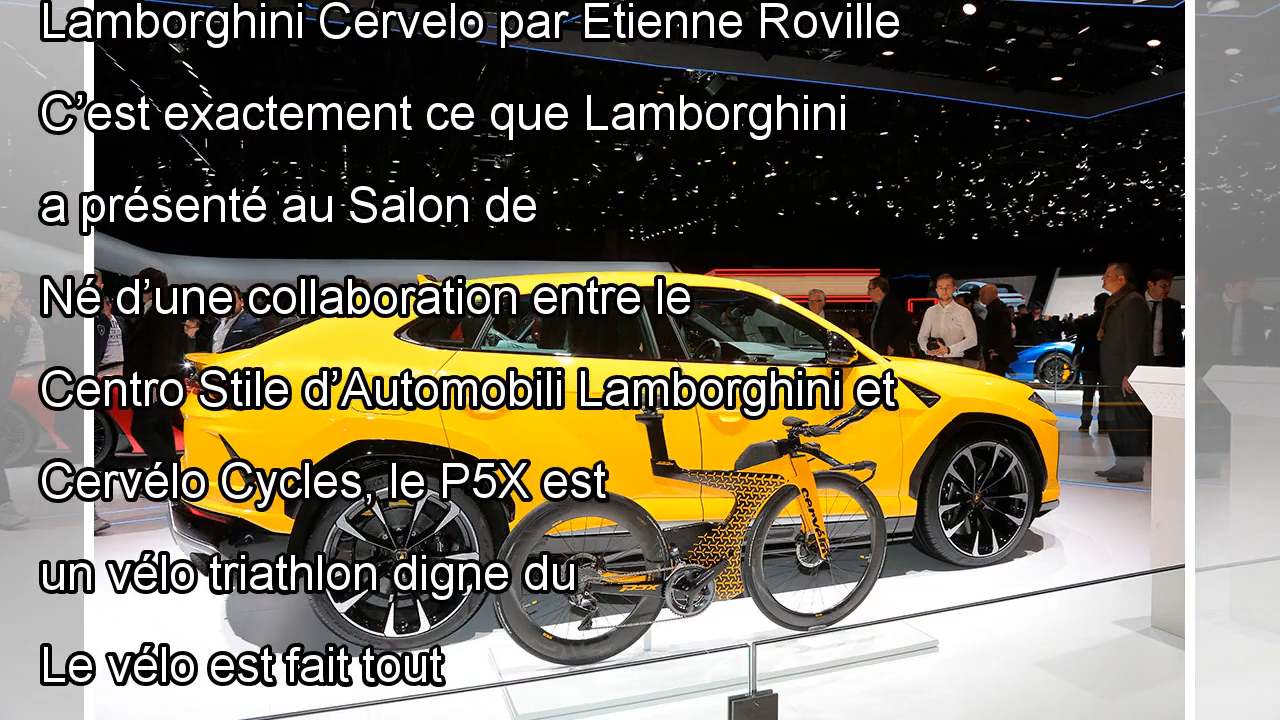 Lamborghini Cervelo par Etienne Roville
C’est exactement ce que Lamborghini
a présenté au Salon de
Né d’une collaboration entre le
Centro Stile d’Automobili Lamborghini et
Cervélo Cycles, le P5X est
un vélo triathlon digne du
Le vélo est fait tout
cervélo
P5X